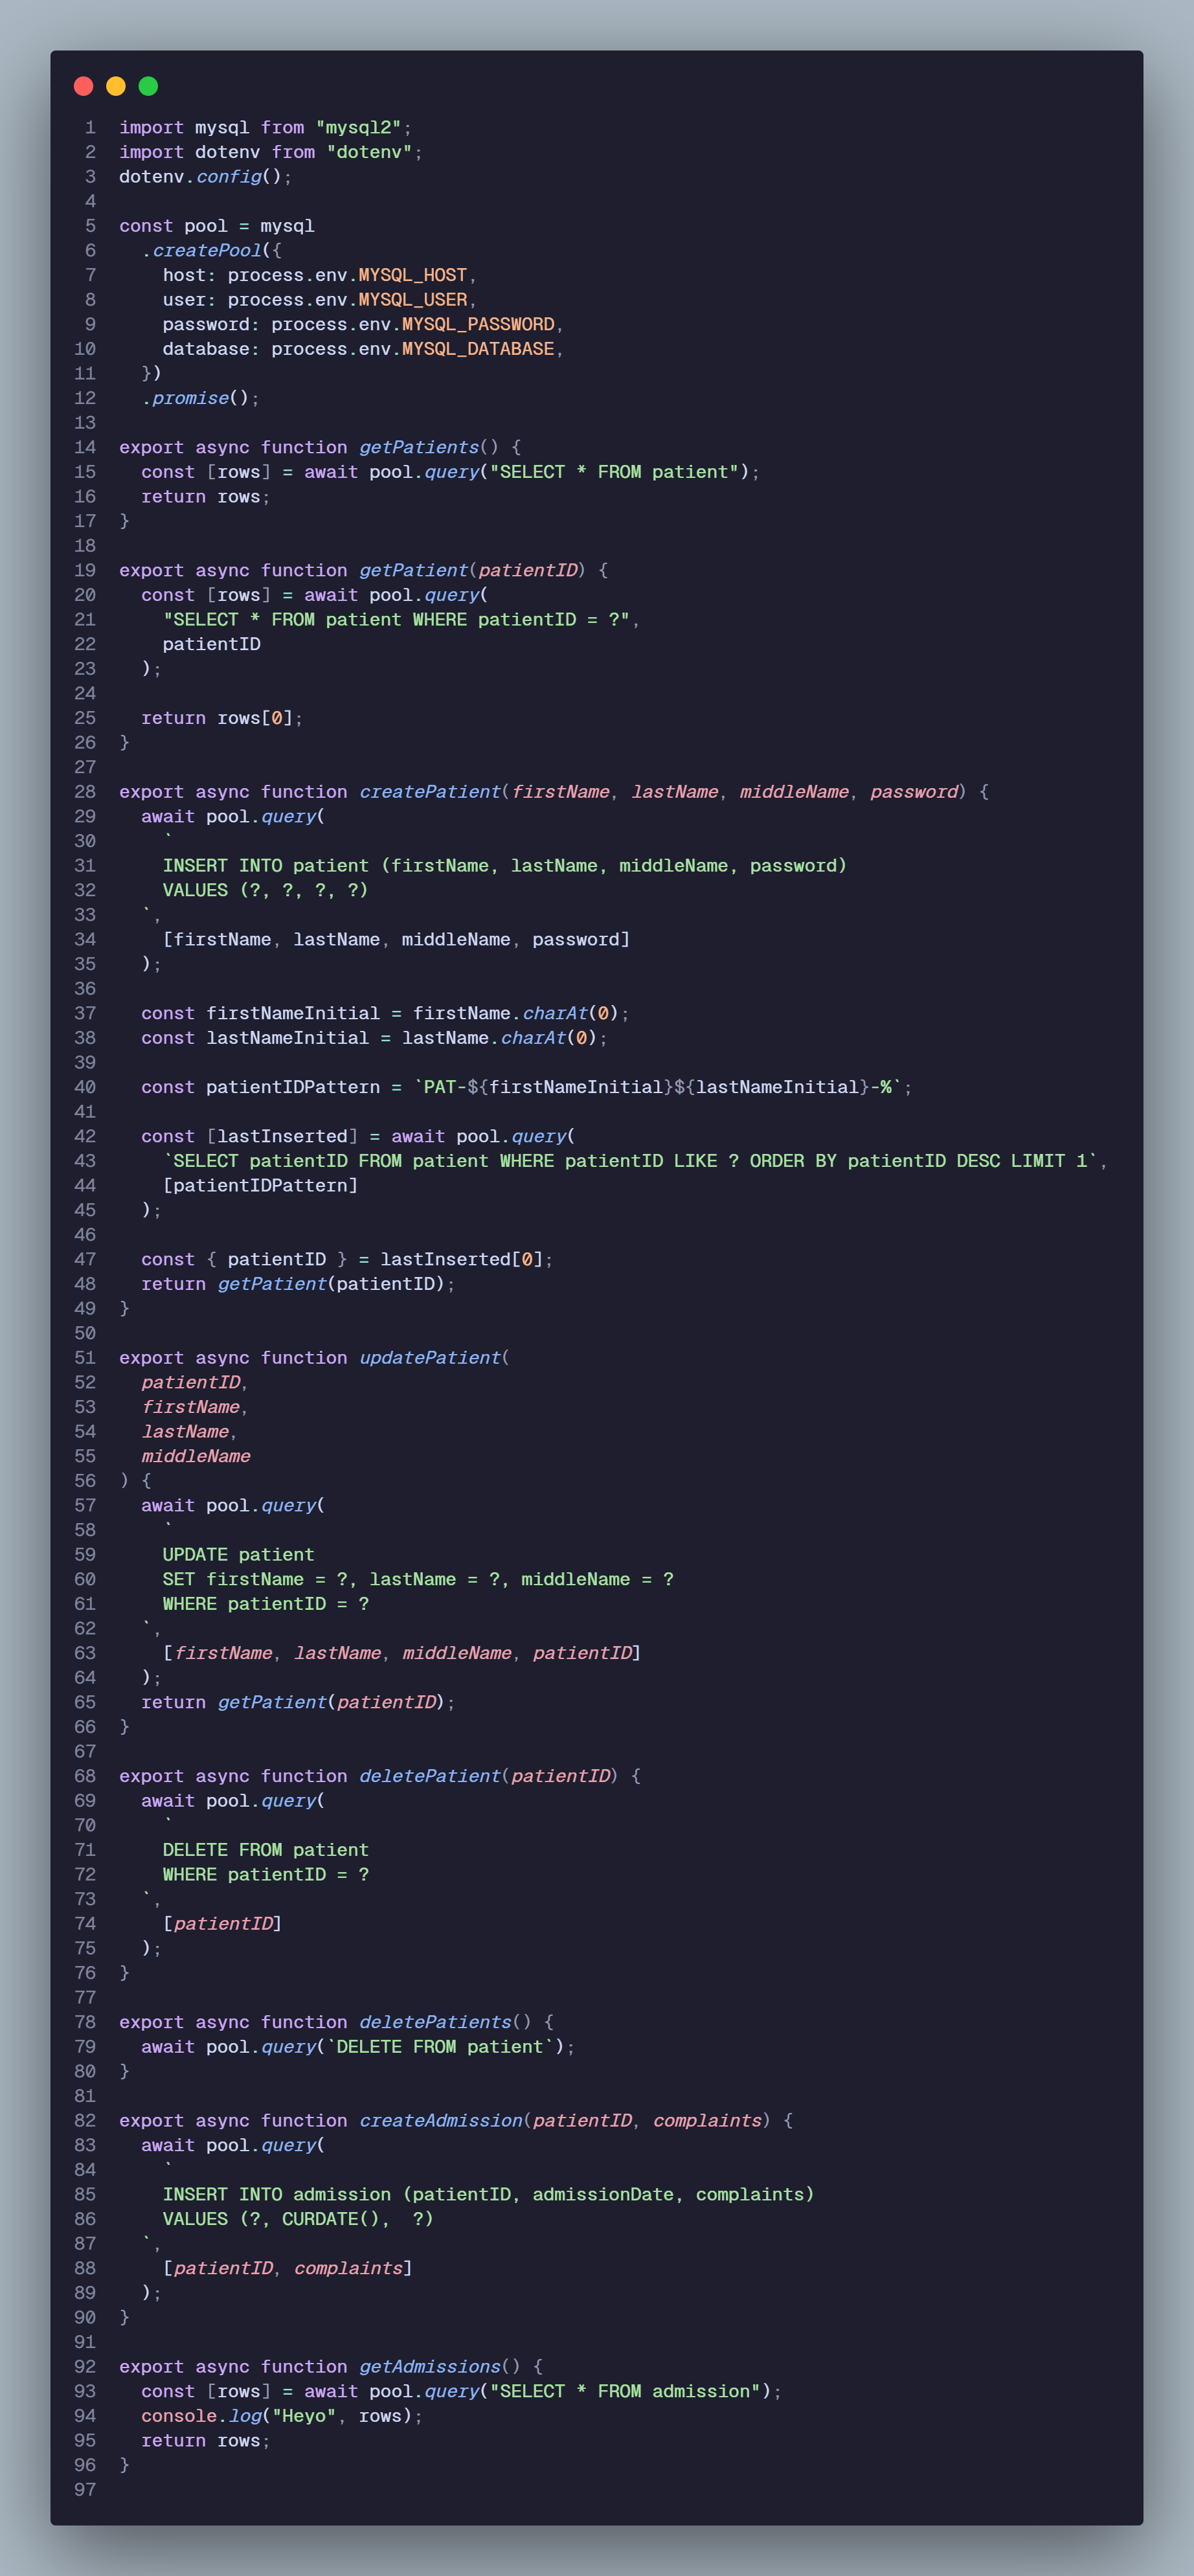 1 import mysql from "mysql2";
2 import dotenv from "dotenv";
3 dotenv.config();
4
5 const pool = mysql
6   .createPool({
7     host: process.env.MYSQL_HOST,
8     user: process.env.MYSQL_USER,
9     password: process.env.MYSQL_PASSWORD,
10     database: process.env.MYSQL_DATABASE,
11   })
12   .promise();
13
14 export async function getPatients() {
15   const [rows] = await pool.query("SELECT * FROM patient");
16   return rows;
17 }
18
19 export async function getPatient(patientID) {
20   const [rows] = await pool.query(
21     "SELECT * FROM patient WHERE patientID = ?",
22     patientID
23   );
24
25   return rows[0];
26 }
27
28 export async function createPatient(firstName, lastName, middleName, password) {
29   await pool.query(
30     `
31     INSERT INTO patient (firstName, lastName, middleName, password)
32     VALUES (?, ?, ?, ?)
33   `,
34     [firstName, lastName, middleName, password]
35   );
36
37   const firstNameInitial = firstName.charAt(0);
38   const lastNameInitial = lastName.charAt(0);
39
40   const patientIDPattern = `PAT-${firstNameInitial}${lastNameInitial}-%`;
41
42   const [lastInserted] = await pool.query(
43     `SELECT patientID FROM patient WHERE patientID LIKE ? ORDER BY patientID DESC LIMIT 1`,
44     [patientIDPattern]
45   );
46
47   const { patientID } = lastInserted[0];
48   return getPatient(patientID);
49 }
50
51 export async function updatePatient(
52   patientID,
53   firstName,
54   lastName,
55   middleName
56 ) {
57   await pool.query(
58     `
59     UPDATE patient
60     SET firstName = ?, lastName = ?, middleName = ?
61     WHERE patientID = ?
62   `,
63     [firstName, lastName, middleName, patientID]
64   );
65   return getPatient(patientID);
66 }
67
68 export async function deletePatient(patientID) {
69   await pool.query(
70     `
71     DELETE FROM patient
72     WHERE patientID = ?
73   `,
74     [patientID]
75   );
76 }
77
78 export async function deletePatients() {
79   await pool.query(`DELETE FROM patient`);
80 }
81
82 export async function createAdmission(patientID, complaints) {
83   await pool.query(
84     `
85     INSERT INTO admission (patientID, admissionDate, complaints)
86     VALUES (?, CURDATE(),  ?)
87   `,
88     [patientID, complaints]
89   );
90 }
91
92 export async function getAdmissions() {
93   const [rows] = await pool.query("SELECT * FROM admission");
94   console.log("Heyo", rows);
95   return rows;
96 }
97